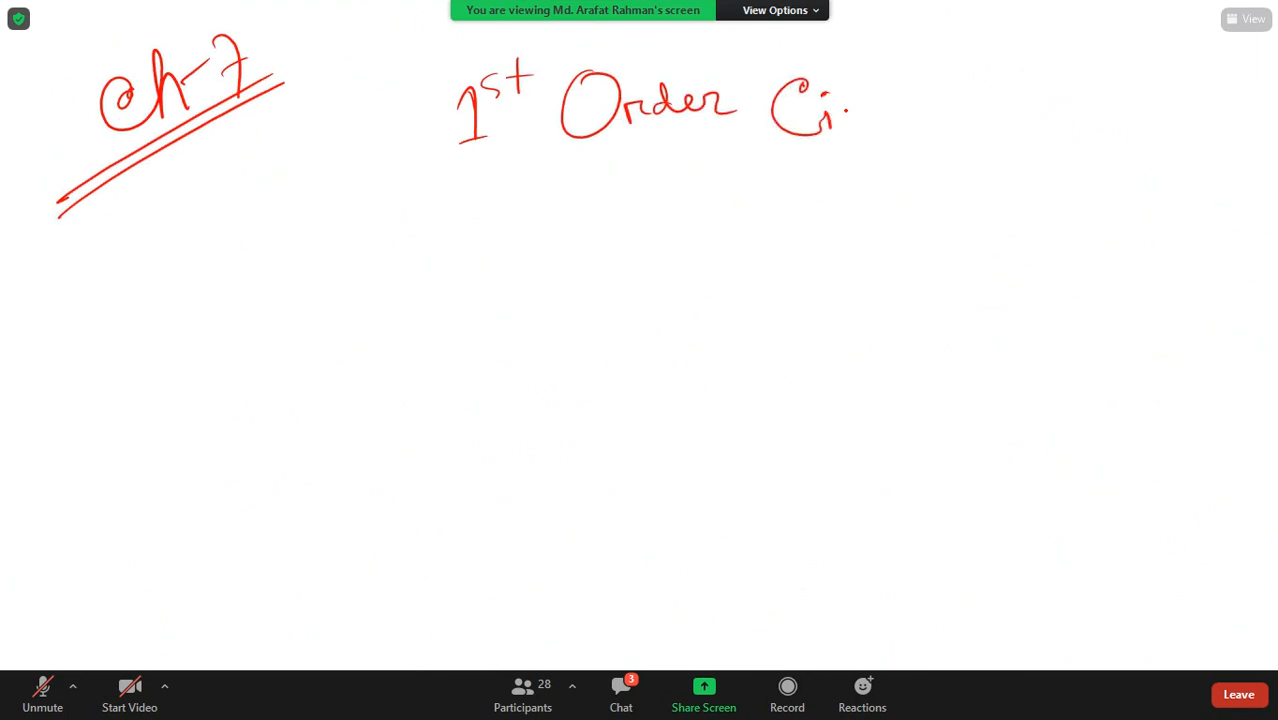 You are viewing Md. Arafat Rahman's screen View Options
View
Ch-7
1st Order Ci
Unmute Start Video Participants 28 Chat 3 Share Screen Record Reactions Leave